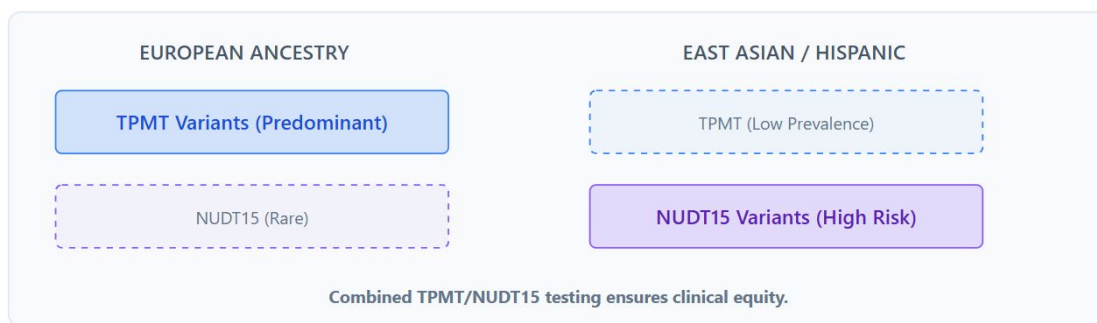 EUROPEAN ANCESTRY
TPMT Variants (Predominant)
NUDT15 (Rare)
EAST ASIAN / HISPANIC
TPMT (Low Prevalence)
NUDT15 Variants (High Risk)
Combined TPMT/NUDT15 testing ensures clinical equity.